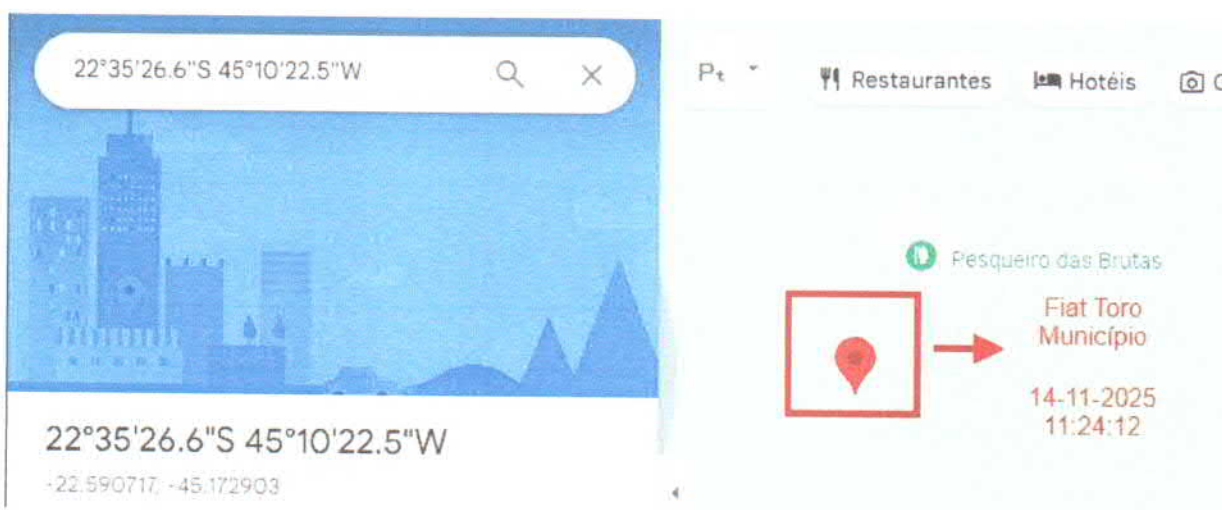 22°35'26.6"S 45°10'22.5"W
Pt
Restaurantes
Hotéis
Pesqueiro das Brutas
Fiat Toro
Município
14-11-2025
11:24:12
22°35'26.6"S 45°10'22.5"W
-22.590717, -45.172903